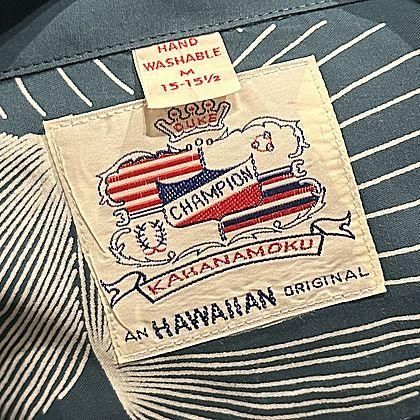 HAND
WASHABLE
M
15-15½
DUKE
CHAMPION
KAHANAMOKU
AN HAWAIIAN ORIGINAL